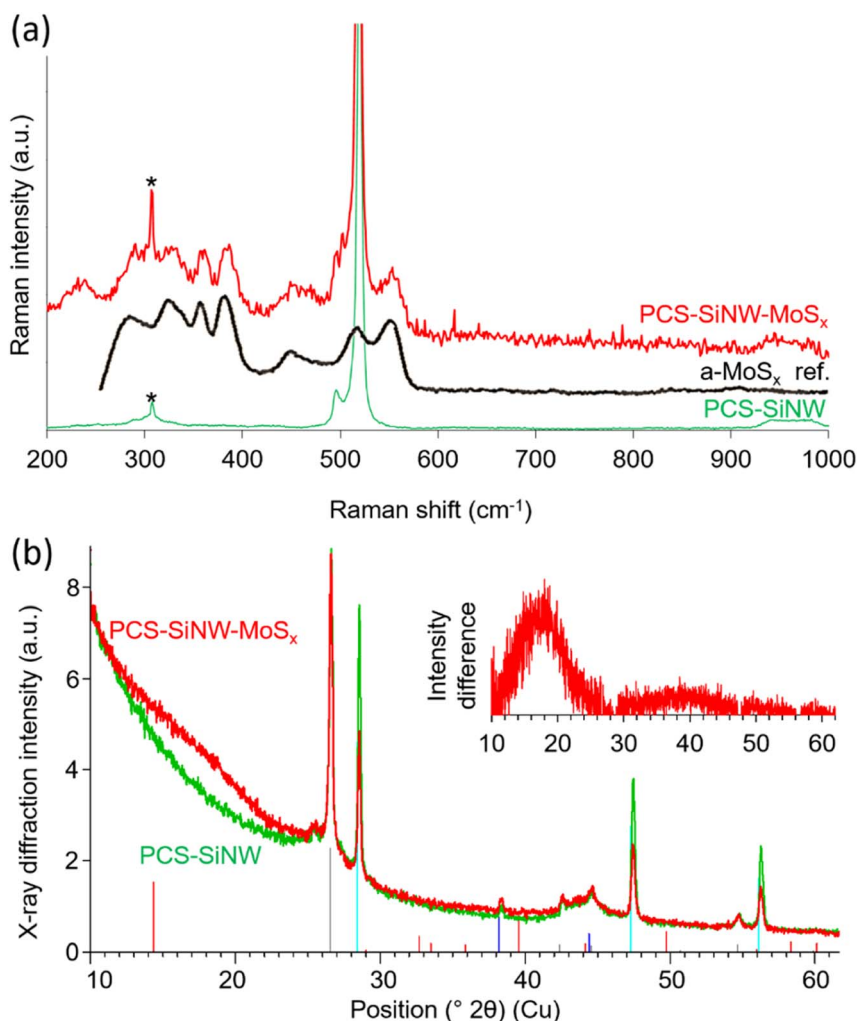 (a)
Raman intensity (a.u.)
*
*
PCS-SiNW-MoSₓ
a-MoSₓ ref.
PCS-SiNW
200 300 400 500 600 700 800 900 1000
Raman shift (cm⁻¹)
(b)
X-ray diffraction intensity (a.u.)
8
6
4
2
0
PCS-SiNW-MoSₓ
PCS-SiNW
Intensity
difference
10 20 30 40 50 60
10 20 30 40 50 60
Position (° 2θ) (Cu)